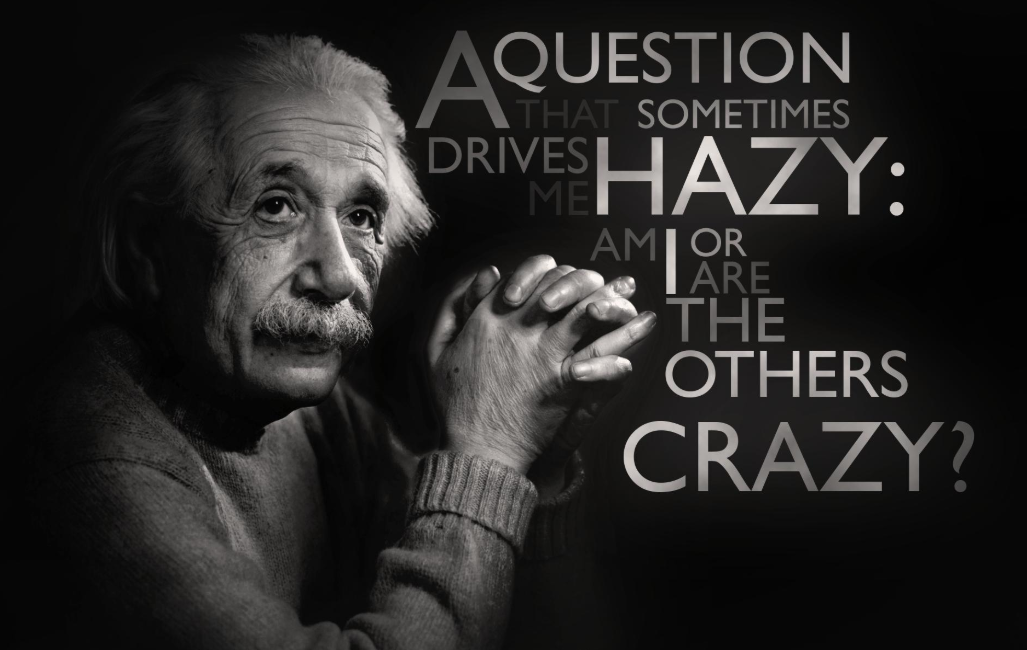 A QUESTION
THAT SOMETIMES
DRIVES
ME HAZY:
AM I OR
ARE
THE
OTHERS
CRAZY?